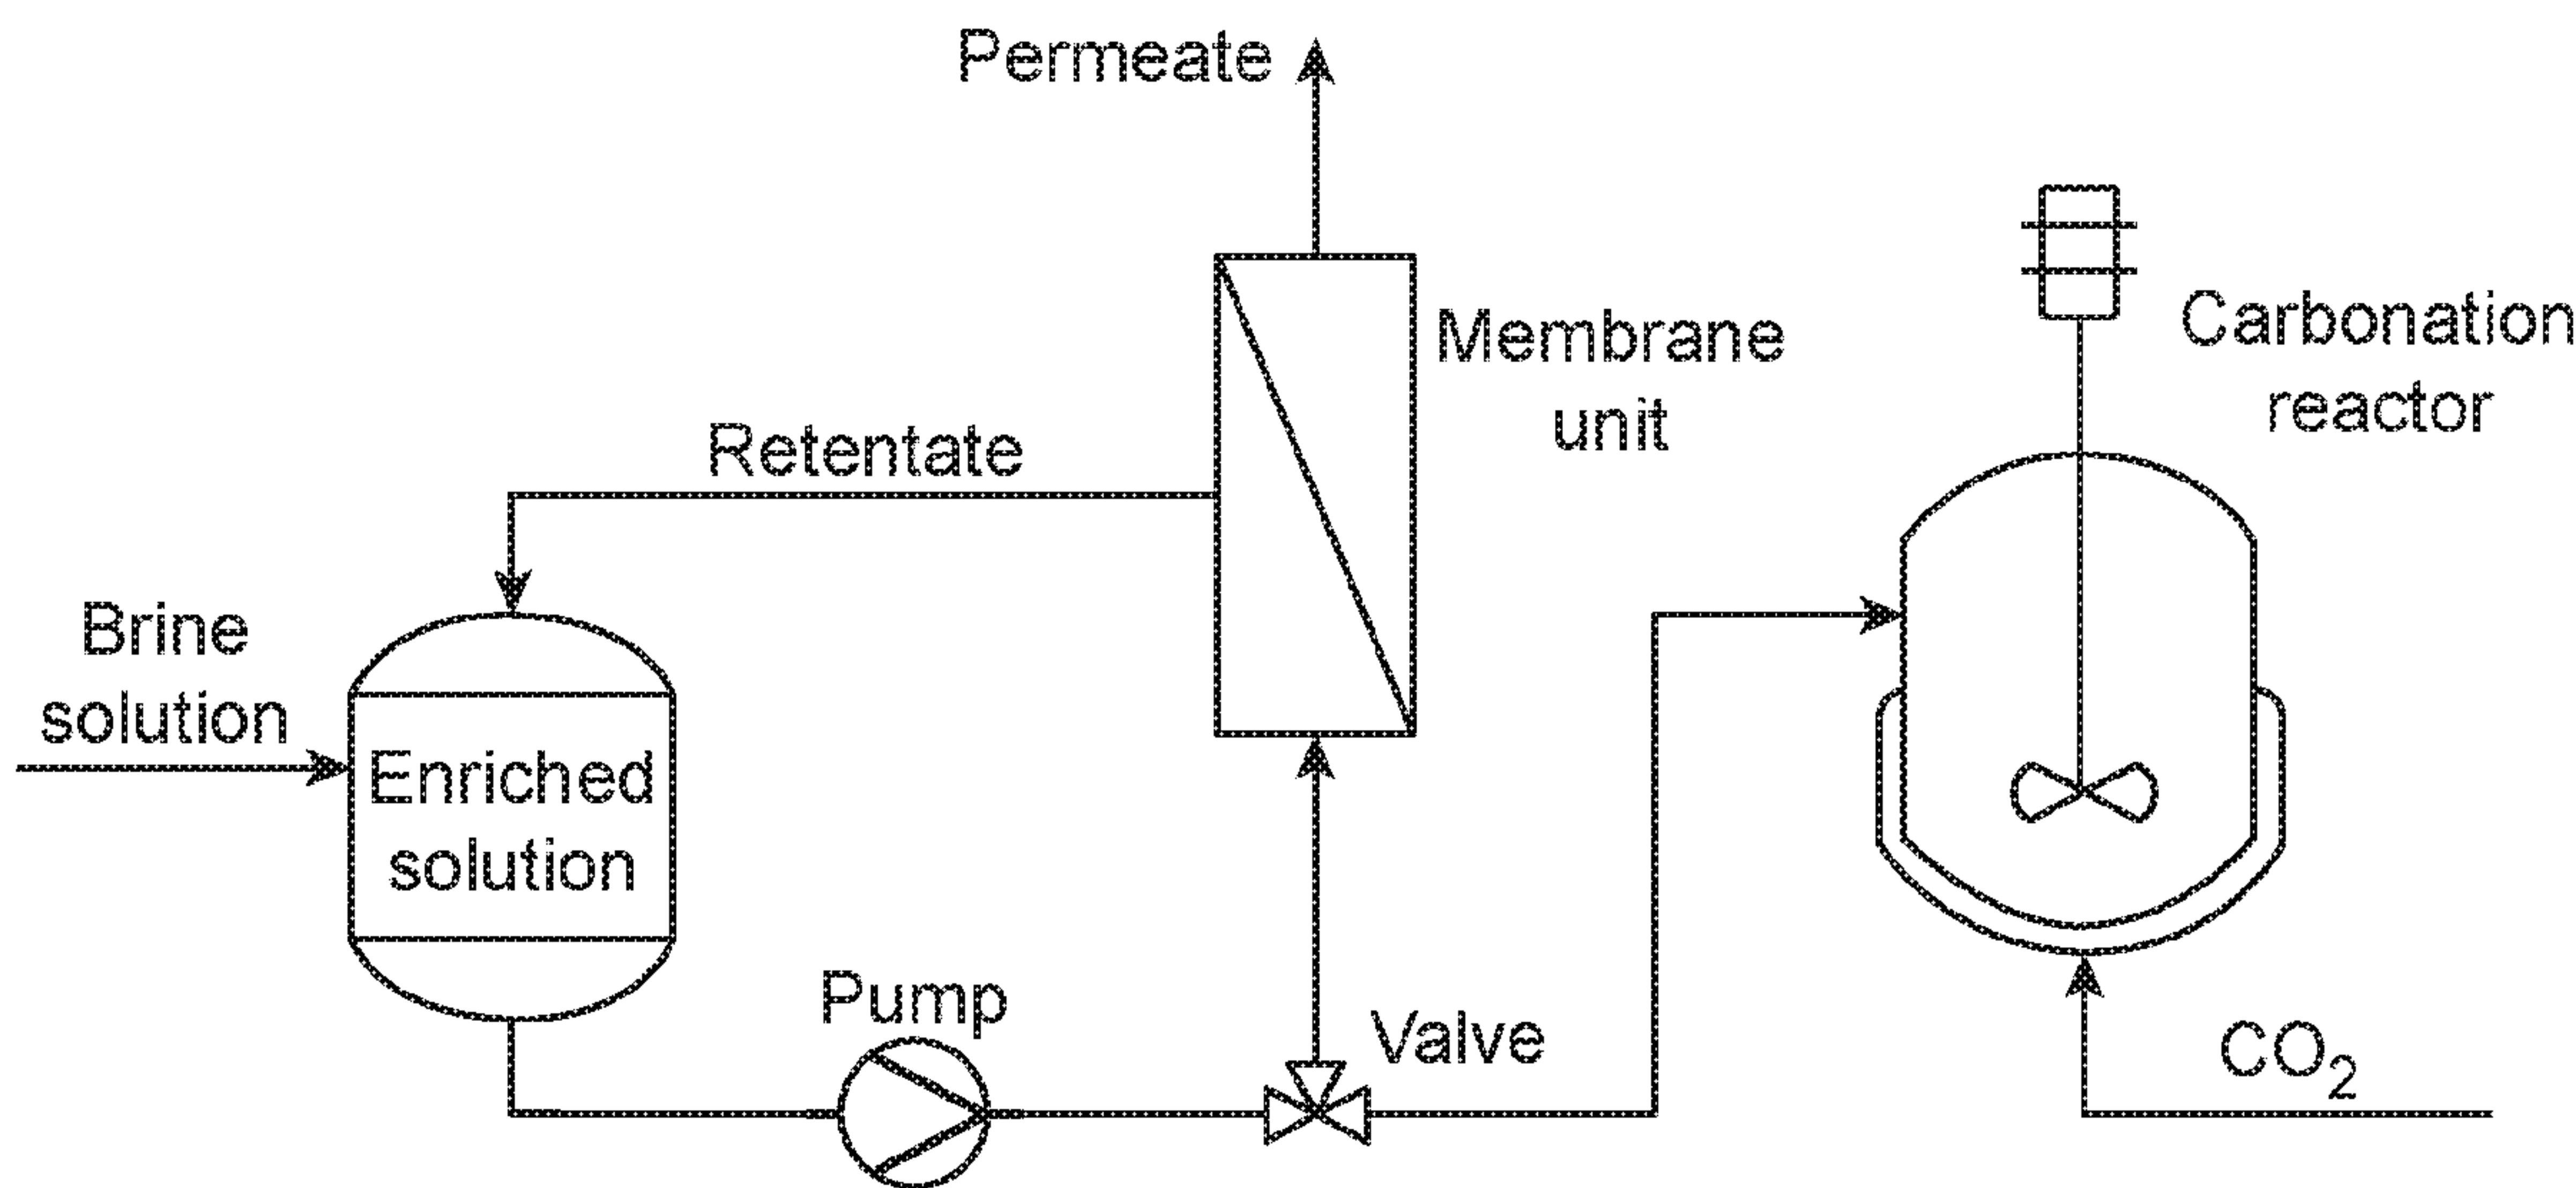 Permeate
Carbonation
reactor
Membrane
unit
Retentate
Brine
solution
Enriched
solution
Pump
Valve
CO₂